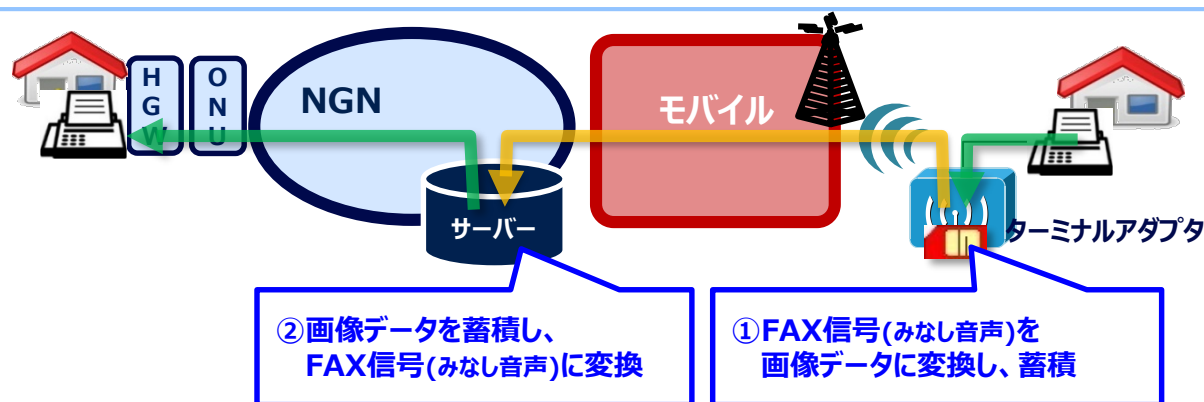 HGW
ONU
NGN
モバイル
サーバー
ターミナルアダプタ
②画像データを蓄積し、
FAX信号(みなし音声)に変換
①FAX信号(みなし音声)を
画像データに変換し、蓄積